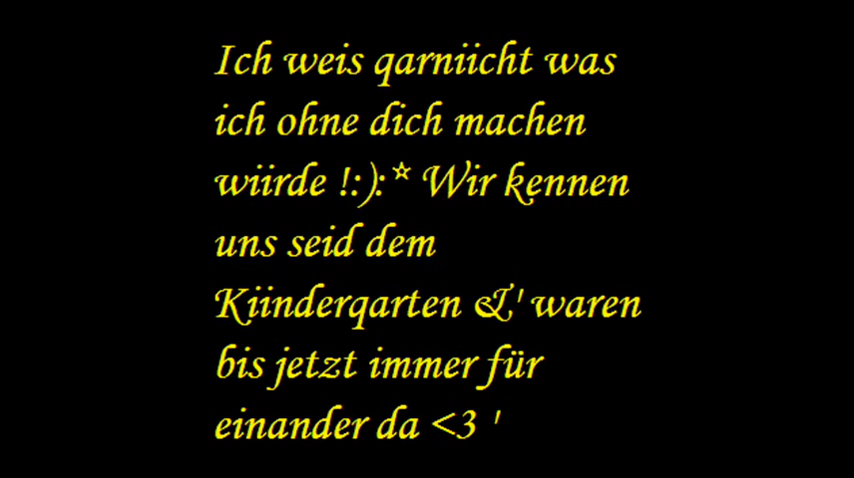 Ich weis qarniicht was
ich ohne dich machen
wiirde !:):* Wir kennen
uns seid dem
Kiinderqarten &' waren
bis jetzt immer für
einander da <3 '